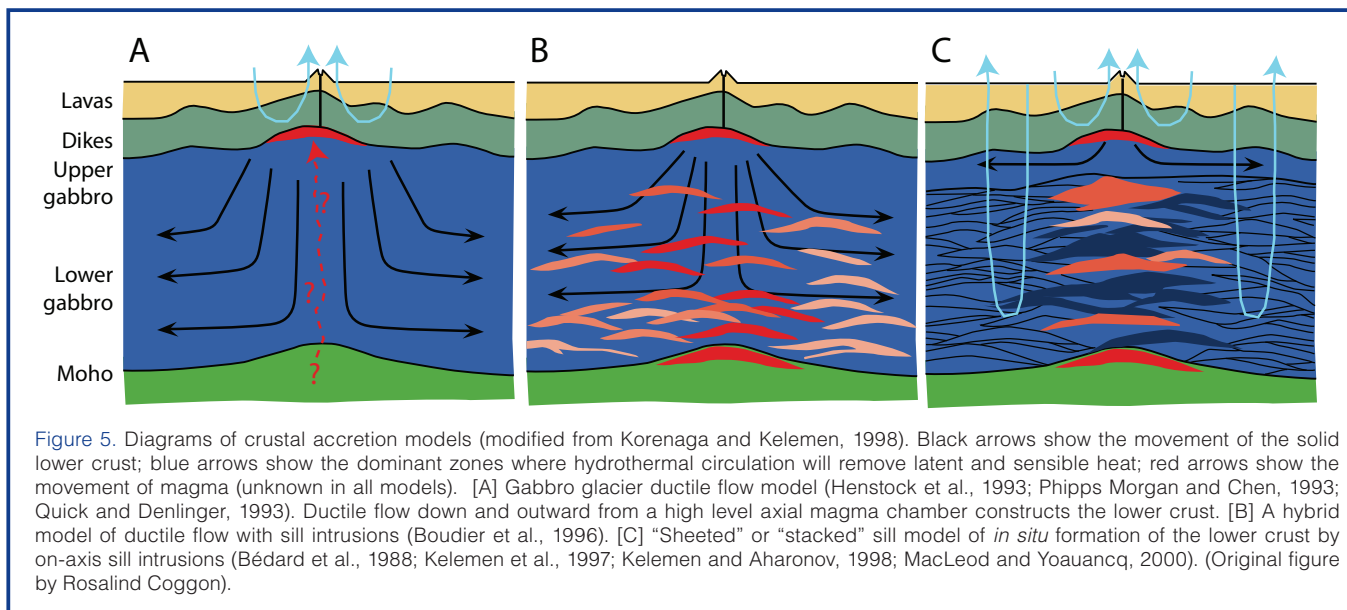 A
B
C
Lavas
Dikes
Upper
gabbro
Lower
gabbro
Moho
?
?
?
Figure 5. Diagrams of crustal accretion models (modified from Korenaga and Kelemen, 1998). Black arrows show the movement of the solid
lower crust; blue arrows show the dominant zones where hydrothermal circulation will remove latent and sensible heat; red arrows show the
movement of magma (unknown in all models). [A] Gabbro glacier ductile flow model (Henstock et al., 1993; Phipps Morgan and Chen, 1993;
Quick and Denlinger, 1993). Ductile flow down and outward from a high level axial magma chamber constructs the lower crust. [B] A hybrid
model of ductile flow with sill intrusions (Boudier et al., 1996). [C] “Sheeted” or “stacked” sill model of in situ formation of the lower crust by
on-axis sill intrusions (Bédard et al., 1988; Kelemen et al., 1997; Kelemen and Aharonov, 1998; MacLeod and Yoauancq, 2000). (Original figure
by Rosalind Coggon).